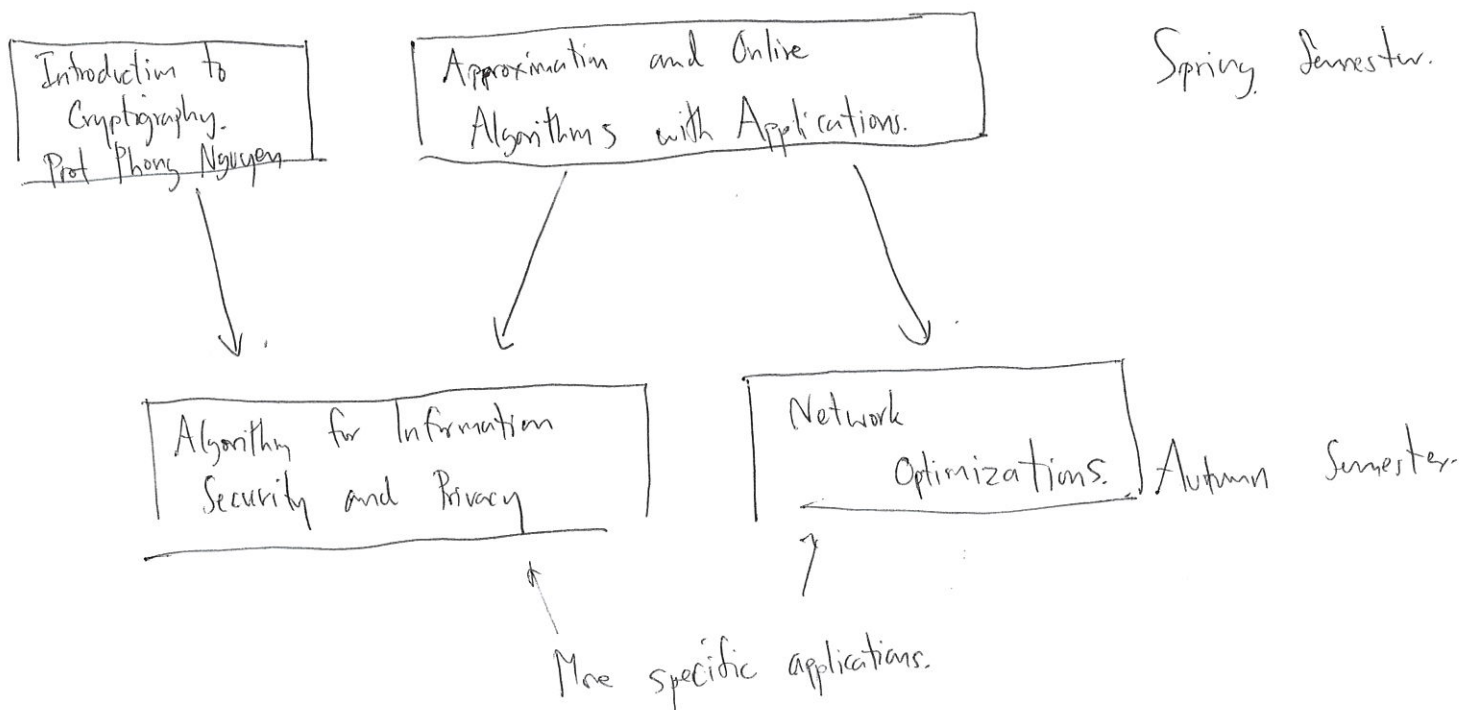 Introduction to
Cryptigraphy.
Prof Phong Nguyen
Approximation and Online
Algorithms with Applications.
Spring Semester.
Algorithm for Information
Security and Privacy
Network
Optimizations.
Autumn Semester.
More specific applications.